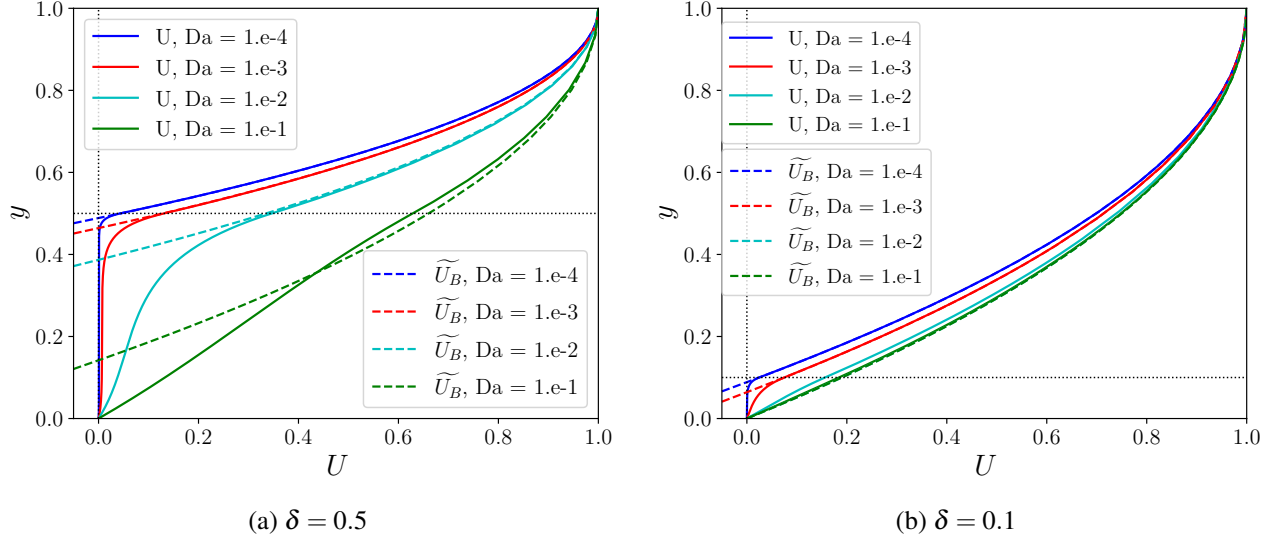 1.0
0.8
0.6
0.4
0.2
0.0
y
U, Da = 1.e-4
U, Da = 1.e-3
U, Da = 1.e-2
U, Da = 1.e-1
$\widetilde{U_B}$, Da = 1.e-4
$\widetilde{U_B}$, Da = 1.e-3
$\widetilde{U_B}$, Da = 1.e-2
$\widetilde{U_B}$, Da = 1.e-1
0.0 0.2 0.4 0.6 0.8 1.0
U
(a) δ = 0.5
1.0
0.8
0.6
0.4
0.2
0.0
y
U, Da = 1.e-4
U, Da = 1.e-3
U, Da = 1.e-2
U, Da = 1.e-1
$\widetilde{U_B}$, Da = 1.e-4
$\widetilde{U_B}$, Da = 1.e-3
$\widetilde{U_B}$, Da = 1.e-2
$\widetilde{U_B}$, Da = 1.e-1
0.0 0.2 0.4 0.6 0.8 1.0
U
(b) δ = 0.1